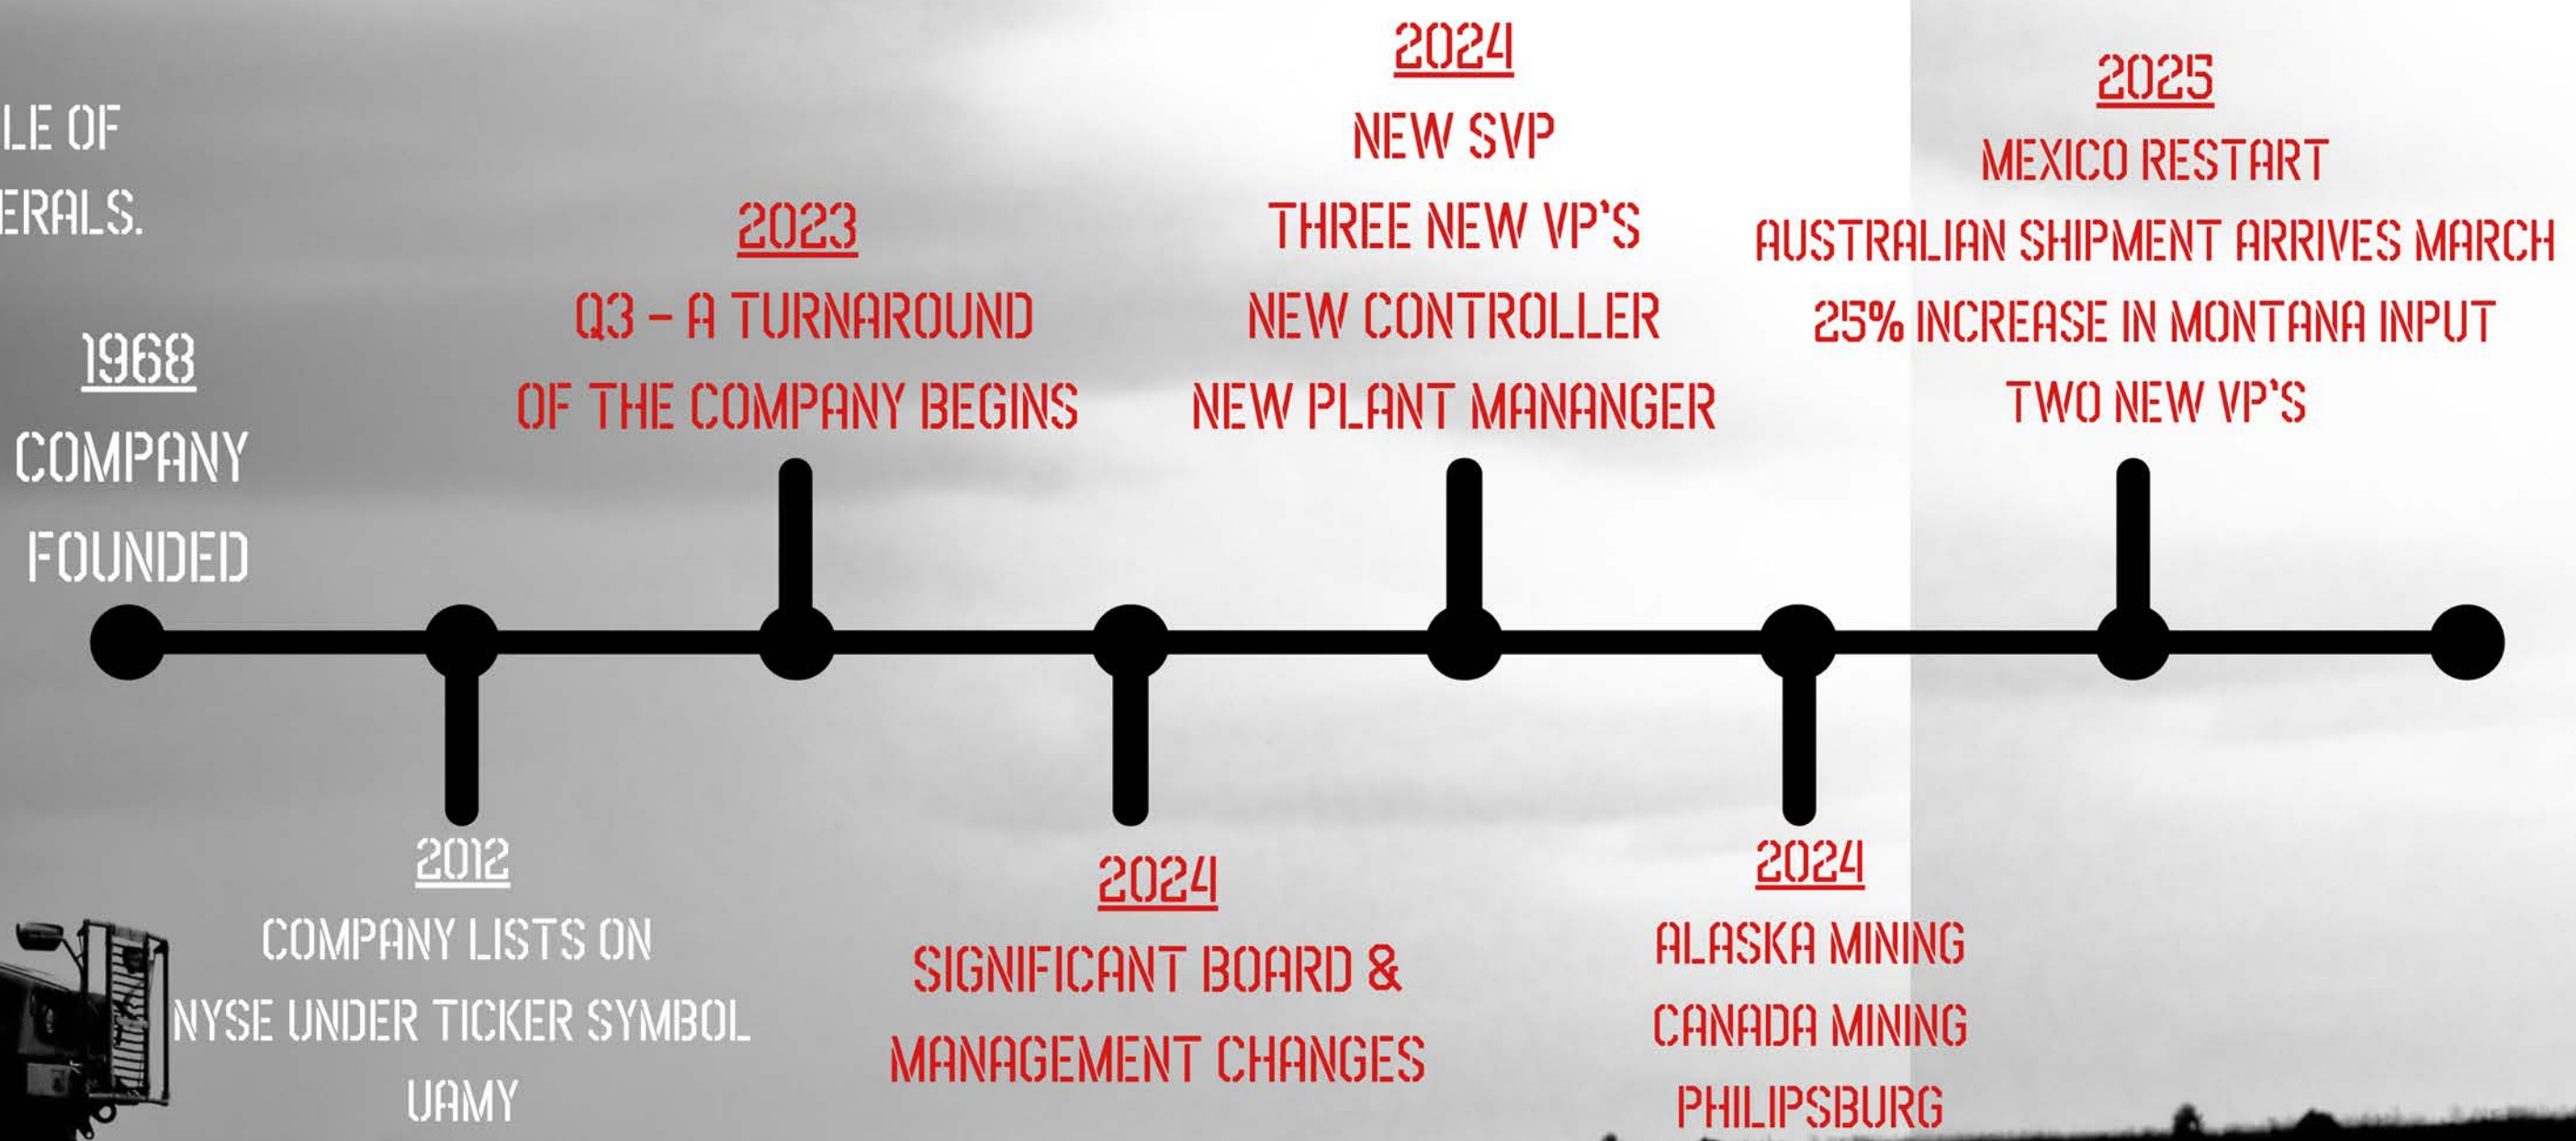 LE OF
ERALS.
1968
COMPANY
FOUNDED
2012
COMPANY LISTS ON
NYSE UNDER TICKER SYMBOL
UAMY
2023
Q3 – A TURNAROUND
OF THE COMPANY BEGINS
2024
SIGNIFICANT BOARD &
MANAGEMENT CHANGES
2024
NEW SVP
THREE NEW VP'S
NEW CONTROLLER
NEW PLANT MANANGER
2024
ALASKA MINING
CANADA MINING
PHILIPSBURG
2025
MEXICO RESTART
AUSTRALIAN SHIPMENT ARRIVES MARCH
25% INCREASE IN MONTANA INPUT
TWO NEW VP'S